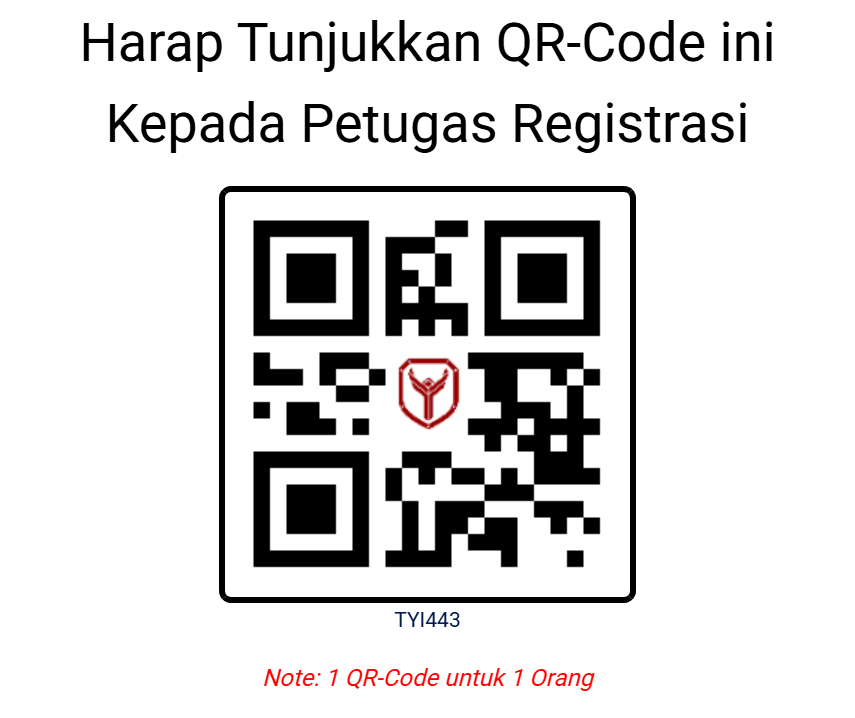 Harap Tunjukkan QR-Code ini
Kepada Petugas Registrasi
TYI443
Note: 1 QR-Code untuk 1 Orang